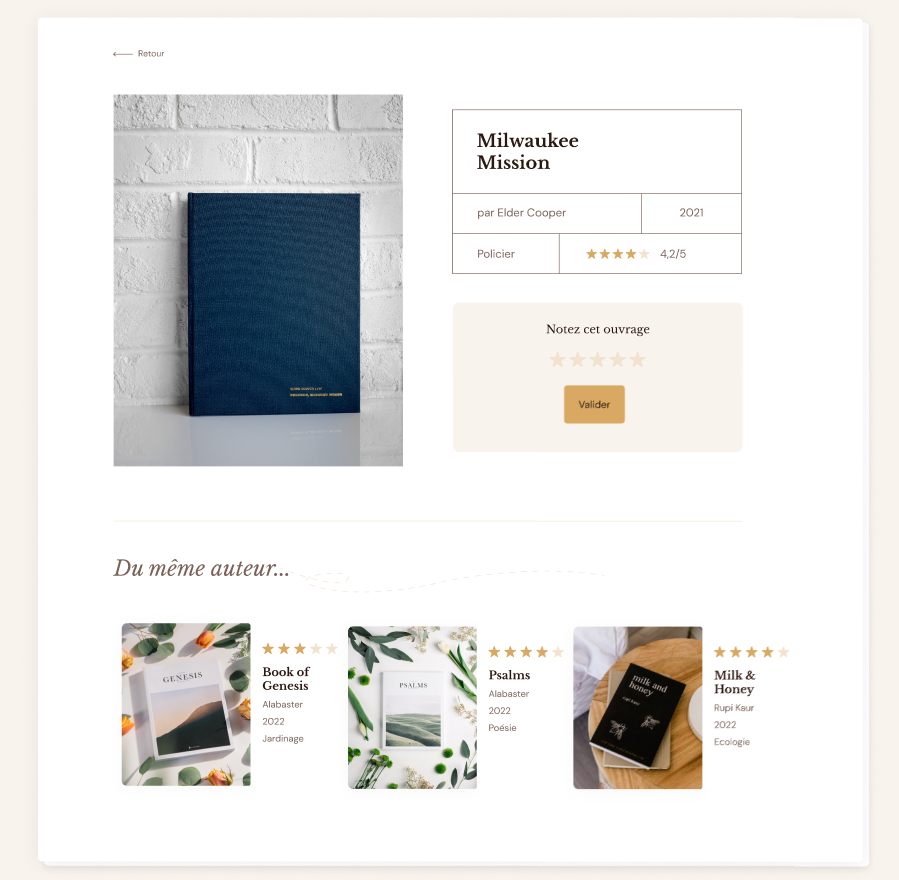 Retour
Milwaukee
Mission
par Elder Cooper
2021
Policier
4,2/5
Notez cet ouvrage
Valider
Du même auteur...
GENESIS
Book of
Genesis
Alabaster
2022
Jardinage
PSALMS
Psalms
Alabaster
2022
Poésie
milk and
honey
rupi kaur
Milk &
Honey
Rupi Kaur
2022
Ecologie